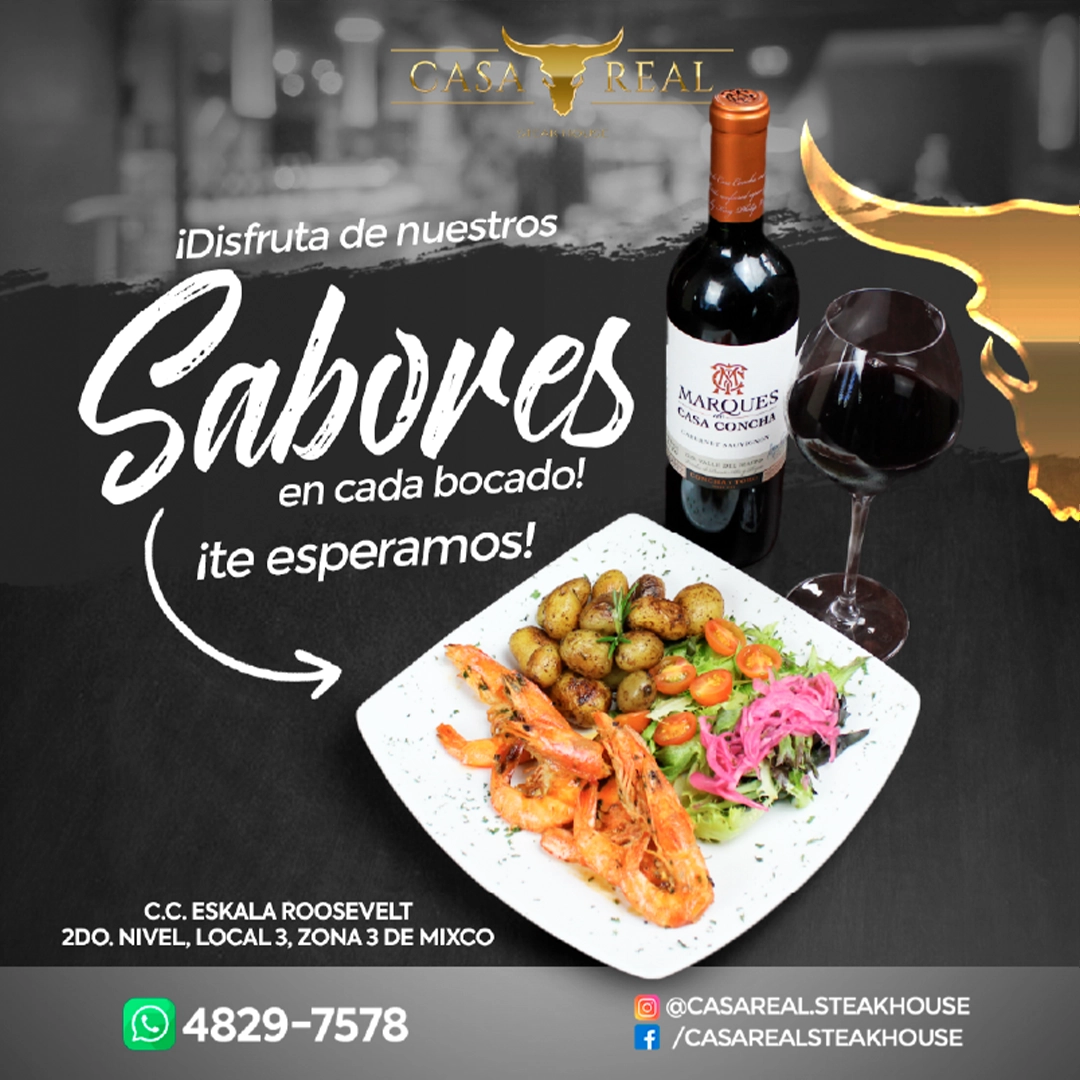 CASA REAL
¡Disfruta de nuestros
Sabores
en cada bocado!
¡te esperamos!
MARQUES
DE
CASA CONCHA
CABERNET SAUVIGNON
C.C. ESKALA ROOSEVELT
2DO. NIVEL, LOCAL 3, ZONA 3 DE MIXCO
4829-7578
@CASAREAL.STEAKHOUSE
/CASAREALSTEAKHOUSE